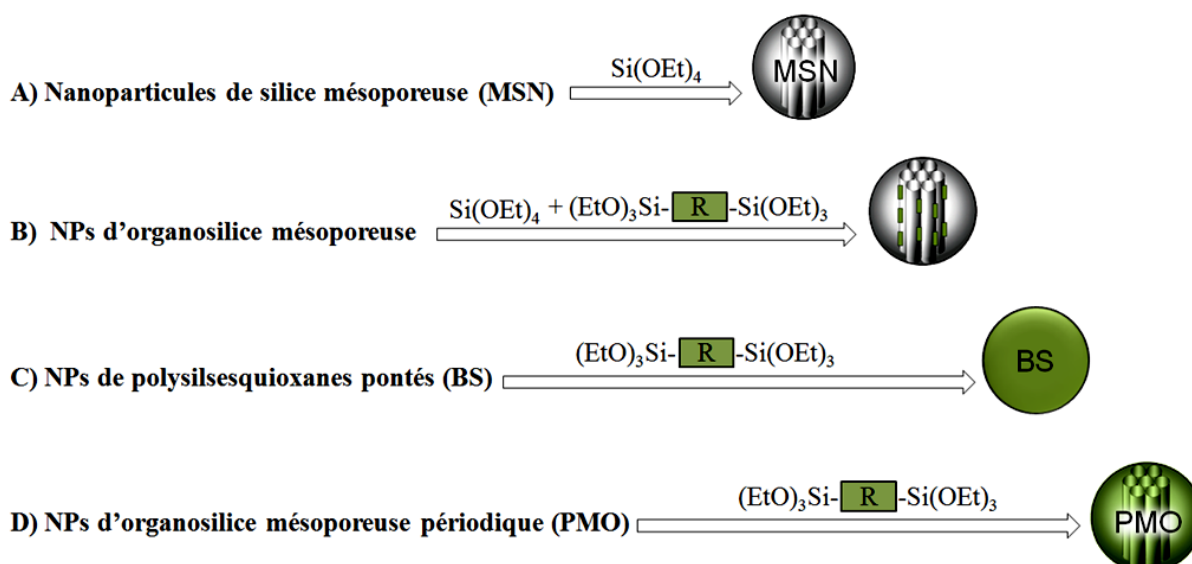 Si(OEt)₄
A) Nanoparticules de silice mésoporeuse (MSN)
MSN
Si(OEt)₄ + (EtO)₃Si- R -Si(OEt)₃
B) NPs d’organosilice mésoporeuse
(EtO)₃Si- R -Si(OEt)₃
C) NPs de polysilsesquioxanes pontés (BS)
BS
(EtO)₃Si- R -Si(OEt)₃
D) NPs d’organosilice mésoporeuse périodique (PMO)
PMO